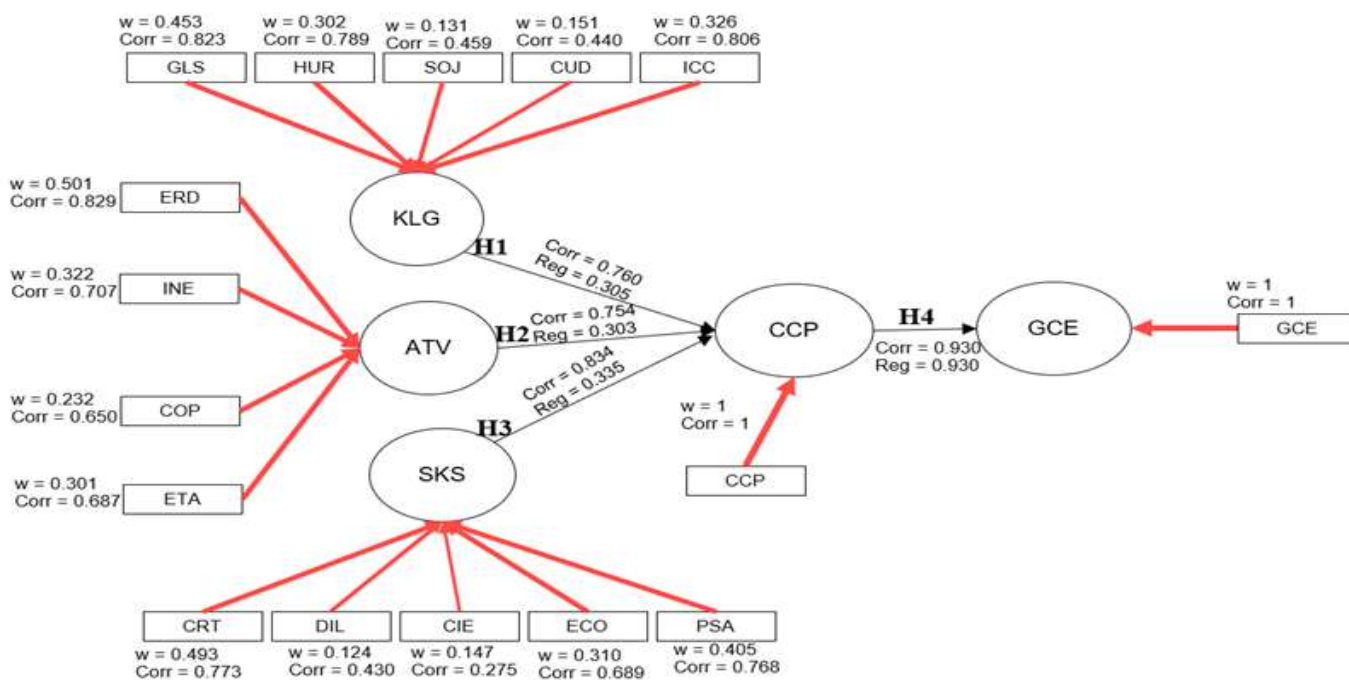 w = 0.453
Corr = 0.823
GLS
w = 0.302
Corr = 0.789
HUR
w = 0.131
Corr = 0.459
SOJ
w = 0.151
Corr = 0.440
CUD
w = 0.326
Corr = 0.806
ICC
KLG
w = 0.501
Corr = 0.829
ERD
w = 0.322
Corr = 0.707
INE
w = 0.232
Corr = 0.650
COP
w = 0.301
Corr = 0.687
ETA
ATV
SKS
H1
Corr = 0.760
Reg = 0.305
H2
Corr = 0.754
Reg = 0.303
H3
Corr = 0.834
Reg = 0.335
CCP
H4
Corr = 0.930
Reg = 0.930
GCE
w = 1
Corr = 1
GCE
w = 1
Corr = 1
CCP
CRT
w = 0.493
Corr = 0.773
DIL
w = 0.124
Corr = 0.430
CIE
w = 0.147
Corr = 0.275
ECO
w = 0.310
Corr = 0.689
PSA
w = 0.405
Corr = 0.768